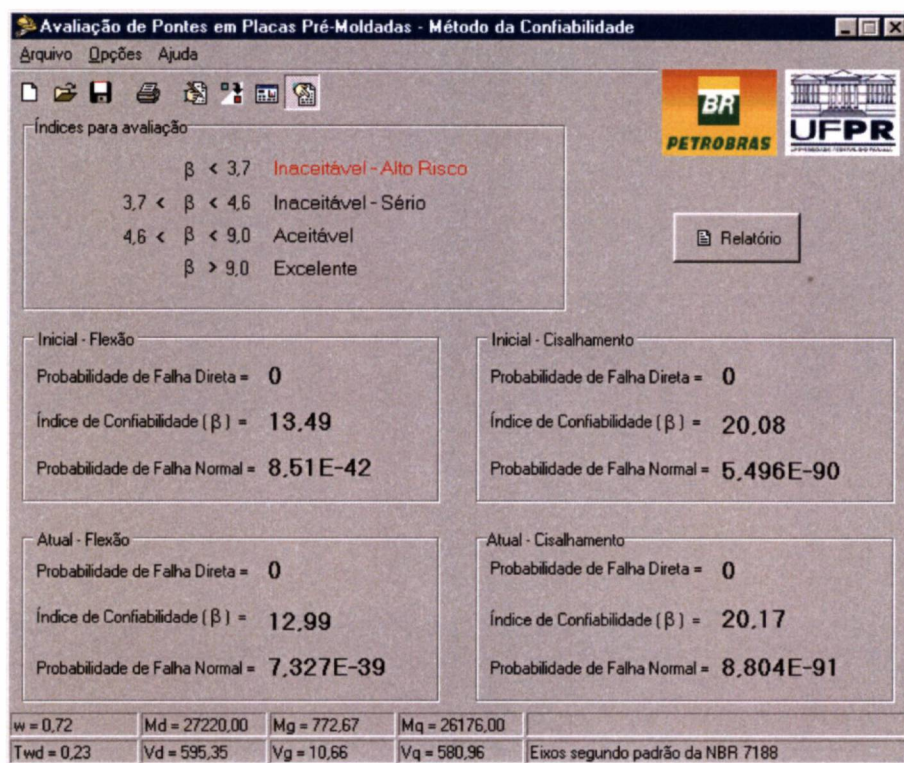 Avaliação de Pontes em Placas Pré-Moldadas - Método da Confiabilidade
Arquivo Opções Ajuda
BR
PETROBRAS
UFPR
Índices para avaliação
β < 3,7 Inaceitável - Alto Risco
3,7 < β < 4,6 Inaceitável - Sério
4,6 < β < 9,0 Aceitável
β > 9,0 Excelente
Relatório
Inicial - Flexão
Probabilidade de Falha Direta = 0
Índice de Confiabilidade ( β ) = 13,49
Probabilidade de Falha Normal = 8,51E-42
Inicial - Cisalhamento
Probabilidade de Falha Direta = 0
Índice de Confiabilidade ( β ) = 20,08
Probabilidade de Falha Normal = 5,496E-90
Atual - Flexão
Probabilidade de Falha Direta = 0
Índice de Confiabilidade ( β ) = 12,99
Probabilidade de Falha Normal = 7,327E-39
Atual - Cisalhamento
Probabilidade de Falha Direta = 0
Índice de Confiabilidade ( β ) = 20,17
Probabilidade de Falha Normal = 8,804E-91
w = 0,72 Md = 27220,00 Mg = 772,67 Mq = 26176,00
Twd = 0,23 Vd = 595,35 Vg = 10,66 Vq = 580,96 Eixos segundo padrão da NBR 7188